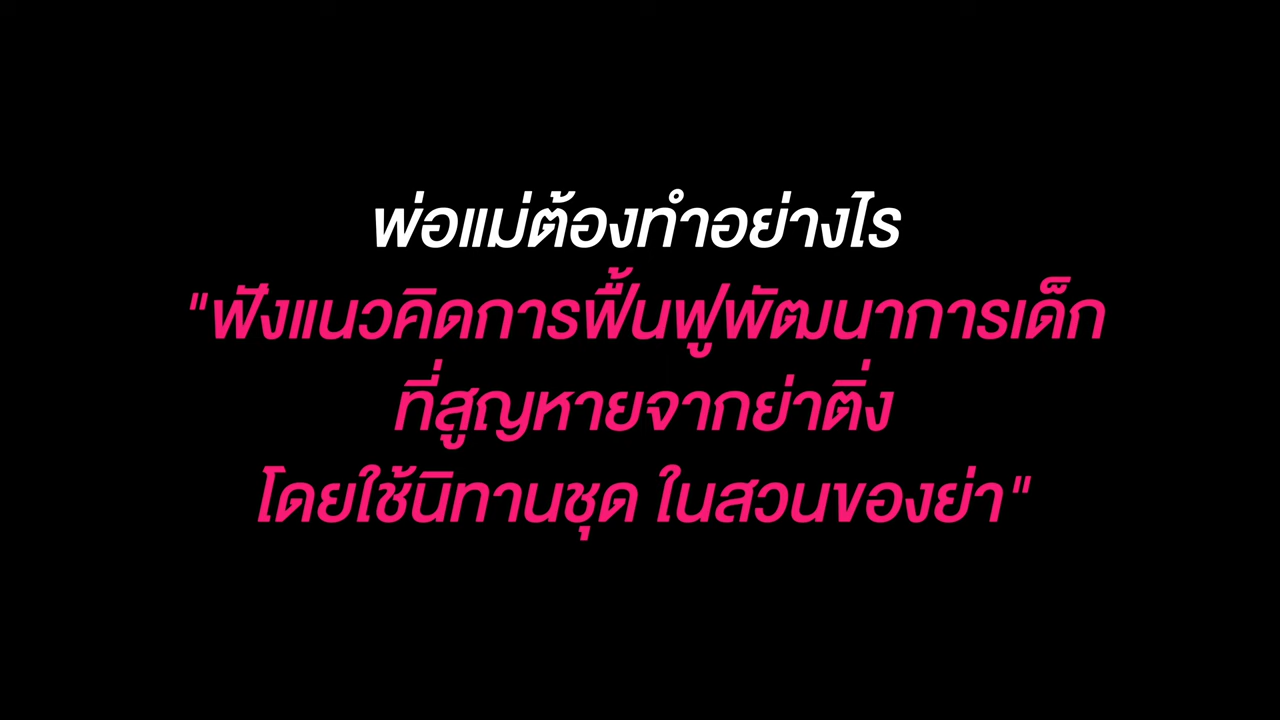 พ่อแม่ต้องทำอย่างไร
"ฟังแนวคิดการฟื้นฟูพัฒนาการเด็ก
ที่สูญหายจากย่าติ่ง
โดยใช้นิทานชุด ในสวนของย่า"